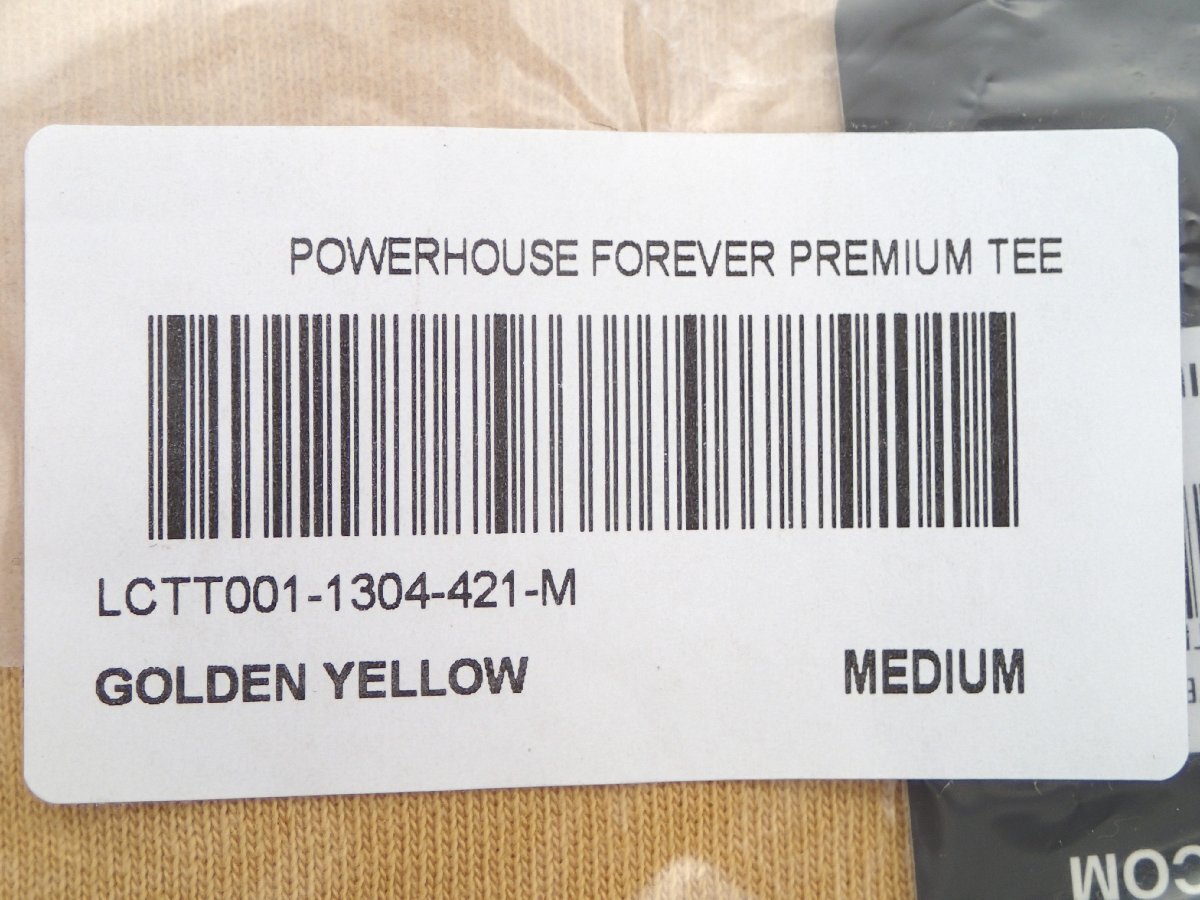 POWERHOUSE FOREVER PREMIUM TEE
LCTT001-1304-421-M
GOLDEN YELLOW MEDIUM
COM